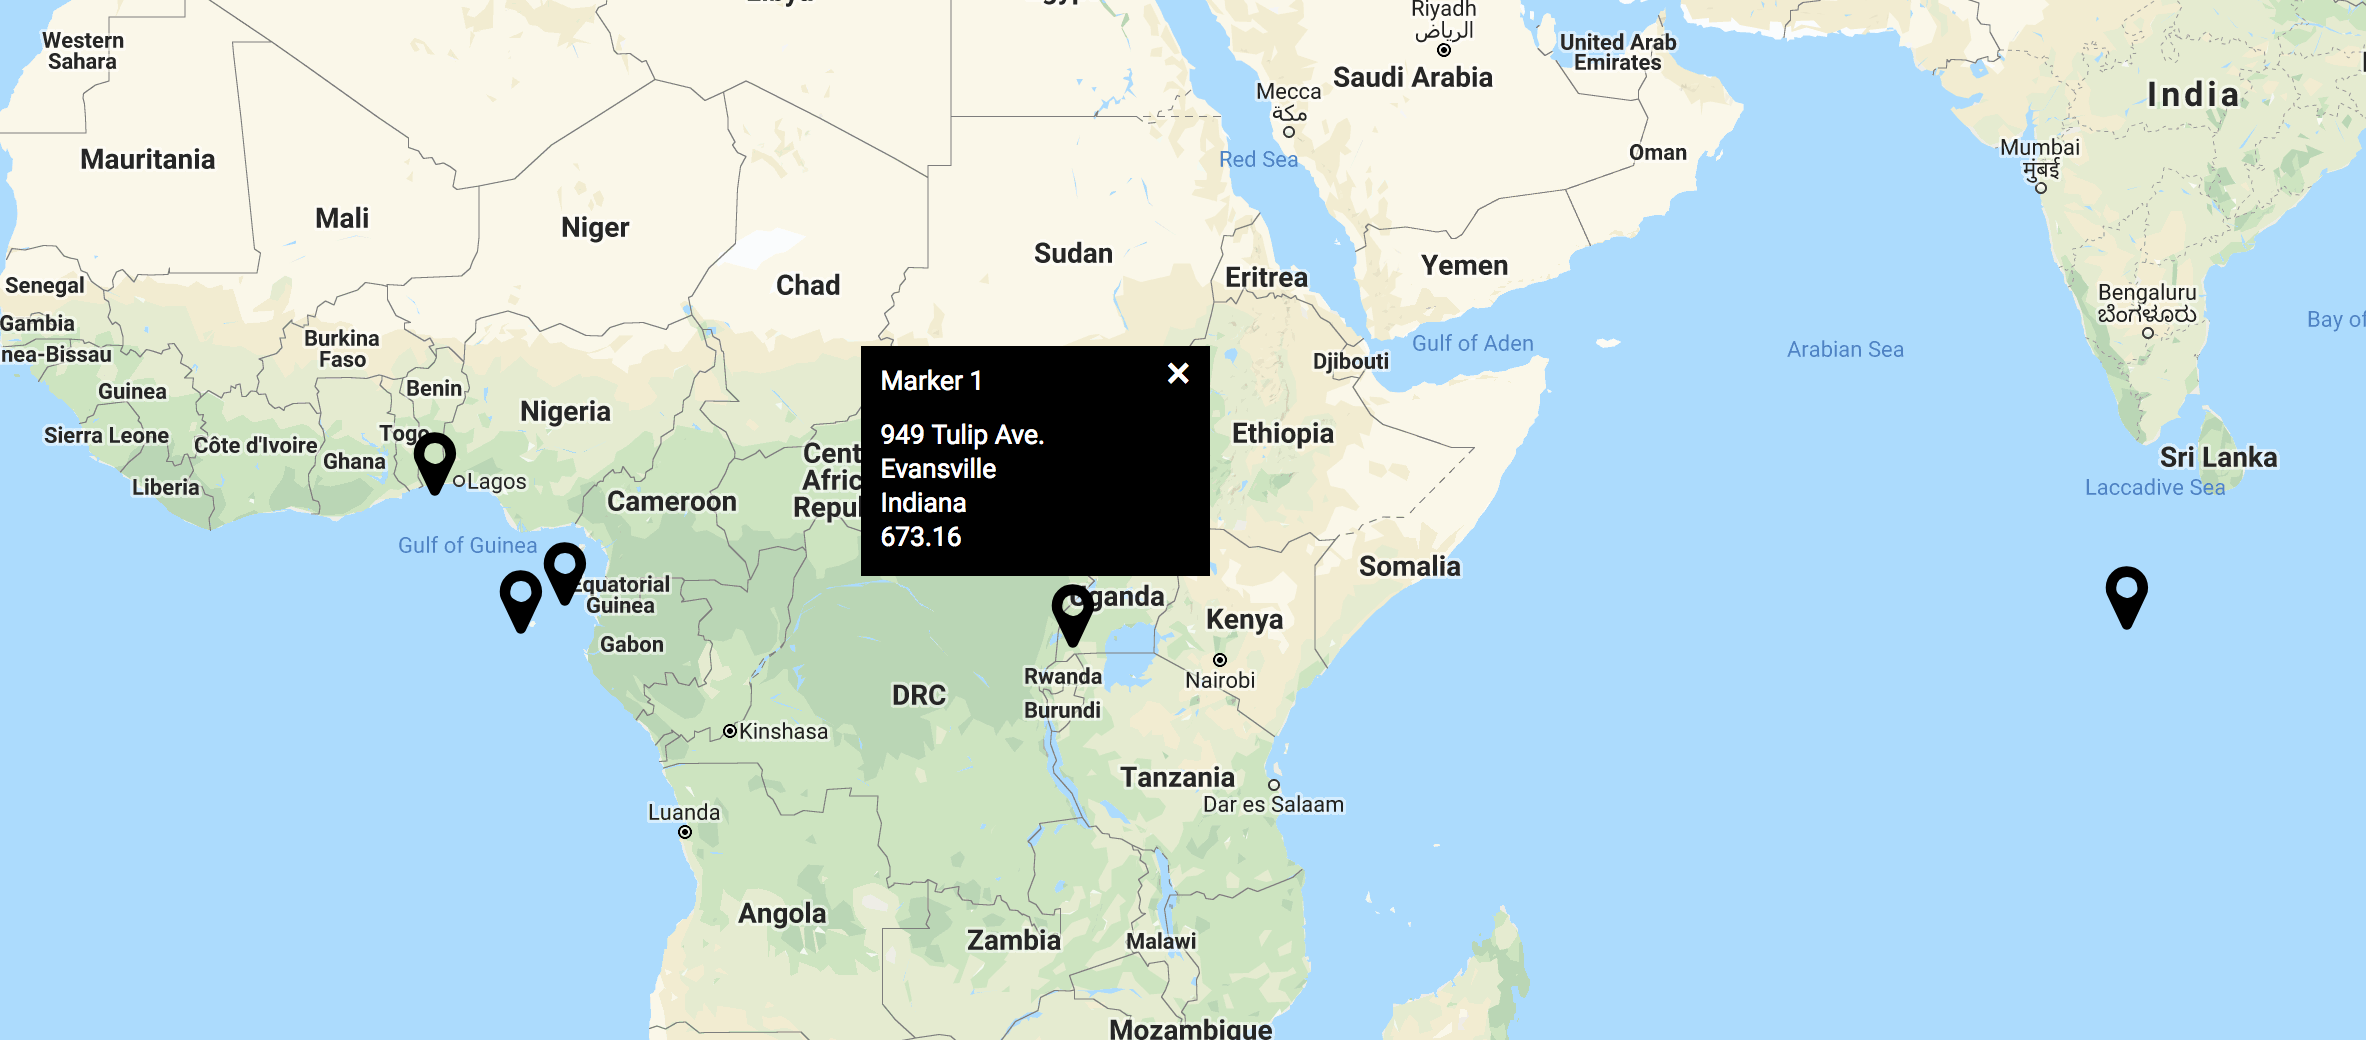 Libya
Egypt
Western
Sahara
Riyadh
الرياض
United Arab
Emirates
Saudi Arabia
Mecca
مكة
India
Mauritania
Red Sea
Oman
Mumbai
मुंबई
Mali
Niger
Sudan
Chad
Eritrea
Yemen
Senegal
Gambia
nea-Bissau
Burkina
Faso
Bengaluru
ಬೆಂಗಳೂರು
Bay of
Gulf of Aden
Arabian Sea
Djibouti
Guinea
Benin
Nigeria
Marker 1
949 Tulip Ave.
Evansville
Indiana
673.16
Sierra Leone
Côte d'Ivoire
Togo
Ghana
Liberia
Lagos
Cameroon
Cent
Afric
Repul
Ethiopia
Sri Lanka
Laccadive Sea
Gulf of Guinea
Equatorial
Guinea
Gabon
Uganda
Kenya
Somalia
Nairobi
Rwanda
Burundi
DRC
Kinshasa
Tanzania
Dar es Salaam
Luanda
Angola
Zambia
Malawi
Mozambique